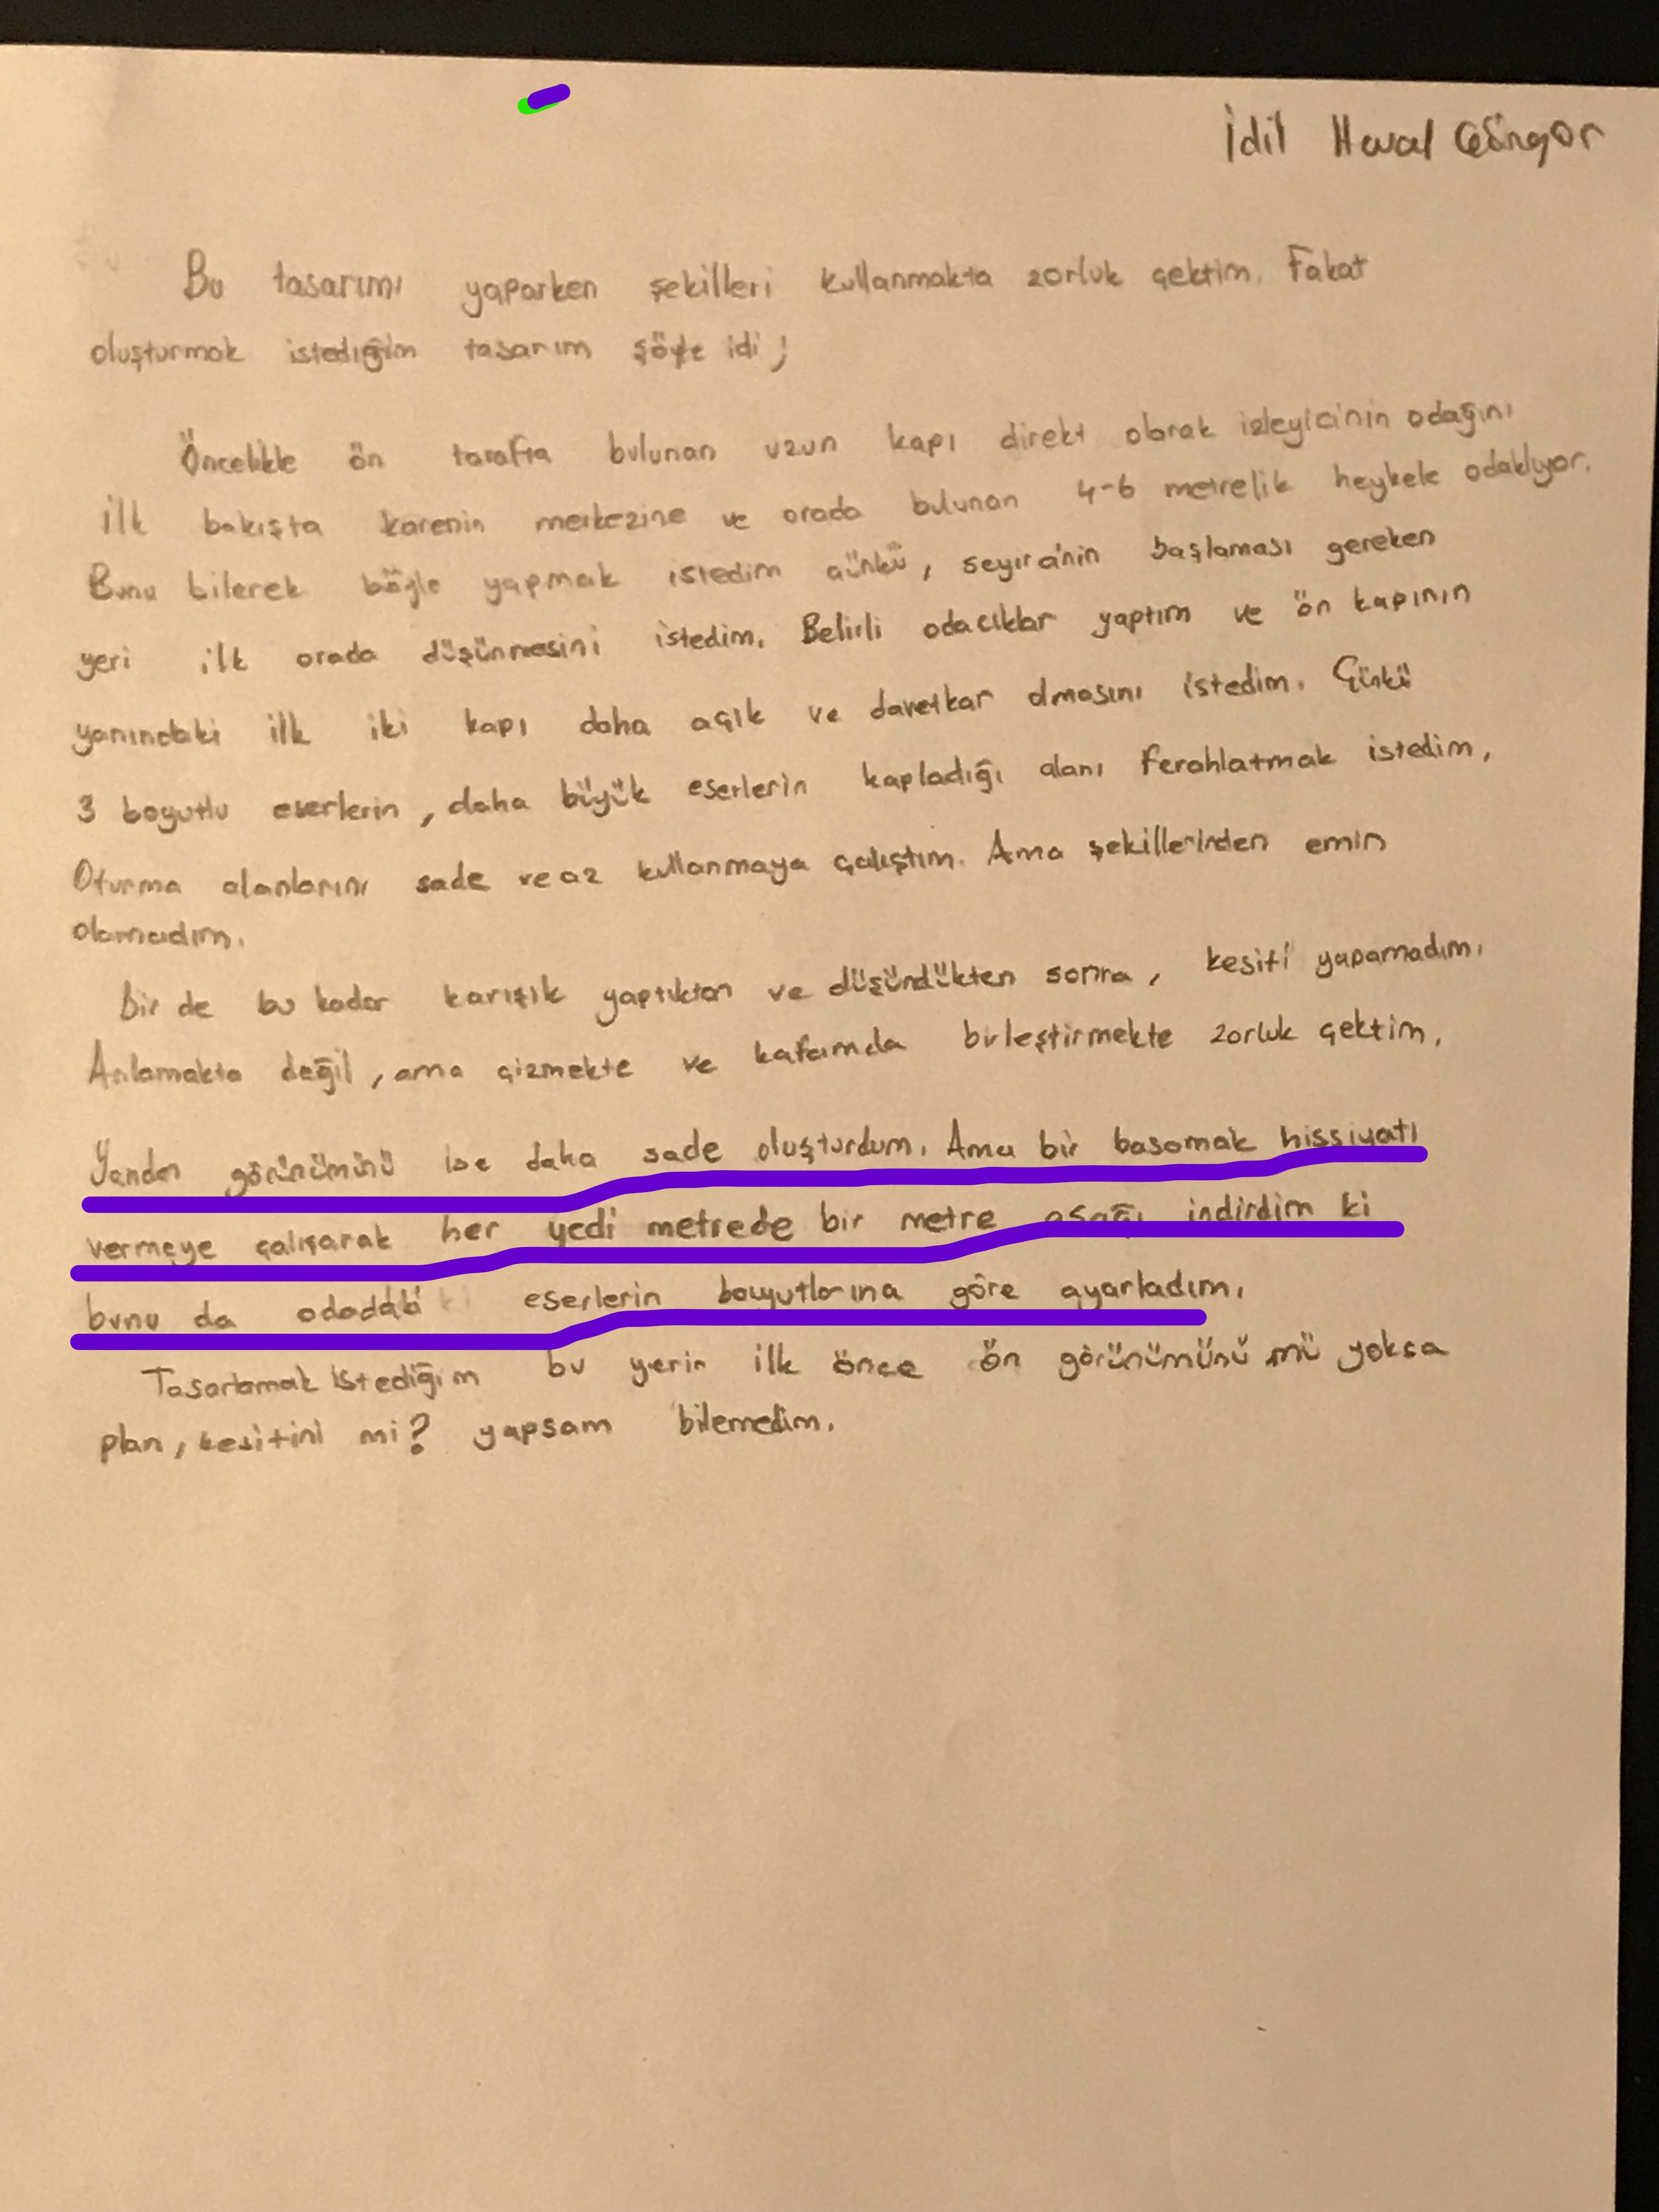 İdil Haval Güngör
Bu tasarımı yaparken şekilleri kullanmakta zorluk çektim. Fakat
oluşturmak istediğim tasarım şöyle idi;
Öncelikle ön tarafta bulunan uzun kapı direkt olarak izleyicinin odağını
ilk bakışta karenin merkezine ve orada bulunan 4-6 metrelik heykele odaklıyor.
Bunu bilerek böyle yapmak istedim çünkü, seyircinin başlaması gereken
yeri ilk orada düşünmesini istedim. Belirli odacıklar yaptım ve ön kapının
yanındaki ilk iki kapı daha açık ve davetkar olmasını istedim. Çünkü
3 boyutlu eserlerin, daha büyük eserlerin kapladığı alanı ferahlatmak istedim,
Oturma alanlarını sade ve az kullanmaya çalıştım. Ama şekillerinden emin
olamadım.
Bir de bu kadar karışık yaptıktan ve düşündükten sonra, kesiti yapamadım.
Anlamakta değil, ama çizmekte ve kafamda birleştirmekte zorluk çektim.
Yandan görünümünü ise daha sade oluşturdum. Ama bir basamak hissiyatı
vermeye çalışarak her yedi metrede bir metre aşağı indirdim ki
bunu da odadaki eserlerin boyutlarına göre ayarladım.
Tasarlamak istediğim bu yerin ilk önce ön görünümünü mü yoksa
plan, kesitini mi? yapsam bilemedim.